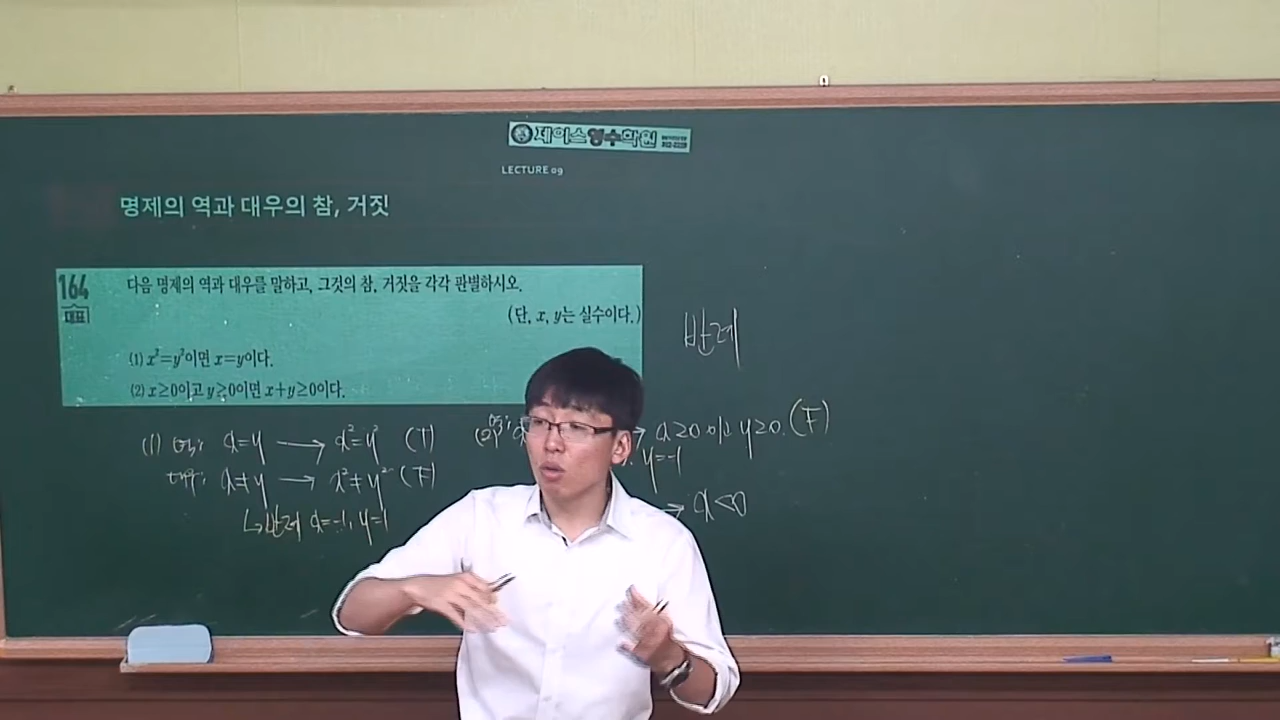 제이스영수학원
LECTURE 09
명제의 역과 대우의 참, 거짓
164
대표
다음 명제의 역과 대우를 말하고, 그것의 참, 거짓을 각각 판별하시오.
(단, x, y는 실수이다.)
(1) x²=y²이면 x=y이다.
(2) x≥0이고 y≥0이면 x+y≥0이다.
반례
(1) 역: x=y → x²=y² (T)
대우: x≠y → x²≠y² (F)
↳반례 x=-1, y=1
(2) 역: x → x≥0 이고 y≥0. (F)
y=-1
→ x<0